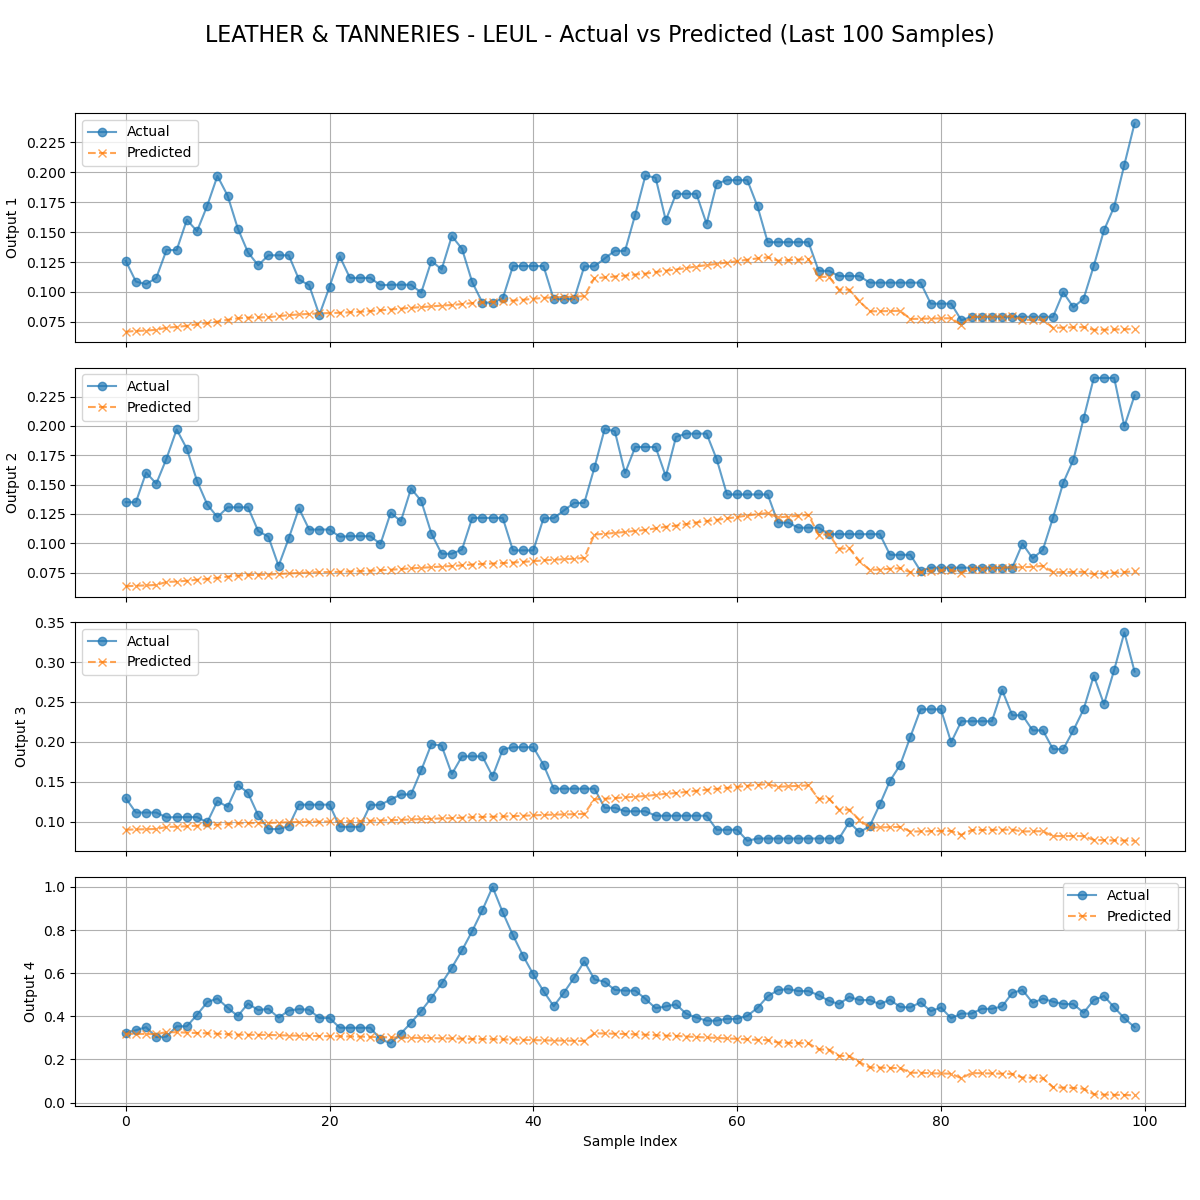 LEATHER & TANNERIES - LEUL - Actual vs Predicted (Last 100 Samples)
Output 1
0.225
0.200
0.175
0.150
0.125
0.100
0.075
Actual
Predicted
Output 2
0.225
0.200
0.175
0.150
0.125
0.100
0.075
Actual
Predicted
Output 3
0.35
0.30
0.25
0.20
0.15
0.10
Actual
Predicted
Output 4
1.0
0.8
0.6
0.4
0.2
0.0
Actual
Predicted
0 20 40 60 80 100
Sample Index